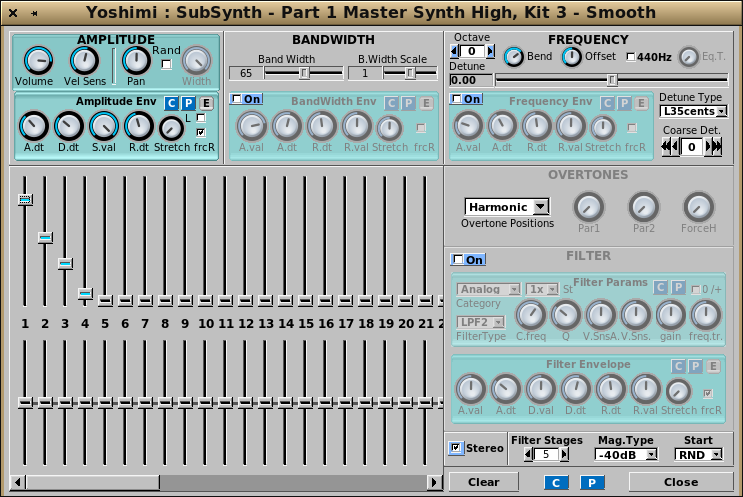 Yoshimi : SubSynth - Part 1 Master Synth High, Kit 3 - Smooth
AMPLITUDE
Volume Vel Sens Pan Rand Width
Amplitude Env C P E
A.dt D.dt S.val R.dt Stretch L frcR
BANDWIDTH
Band Width B.Width Scale
65 1
On BandWidth Env C P E
A.val A.dt R.dt R.val Stretch frcR
FREQUENCY
Octave
0 Bend Offset 440Hz Eq.T.
Detune
0.00
On Frequency Env C P E
A.val A.dt R.dt R.val Stretch frcR
Detune Type
L35cents
Coarse Det.
0
OVERTONES
Harmonic
Overtone Positions
Par1 Par2 ForceH
On FILTER
Analog 1x St Filter Params C P 0 /+
Category
LPF2
FilterType C.freq Q V.SnsA. V.Sns. gain freq.tr.
Filter Envelope C P E
A.val A.dt D.val D.dt R.dt R.val Stretch frcR
1 2 3 4 5 6 7 8 9 10 11 12 13 14 15 16 17 18 19 20 21 2
Stereo
Filter Stages Mag.Type Start
5 -40dB RND
Clear C P Close